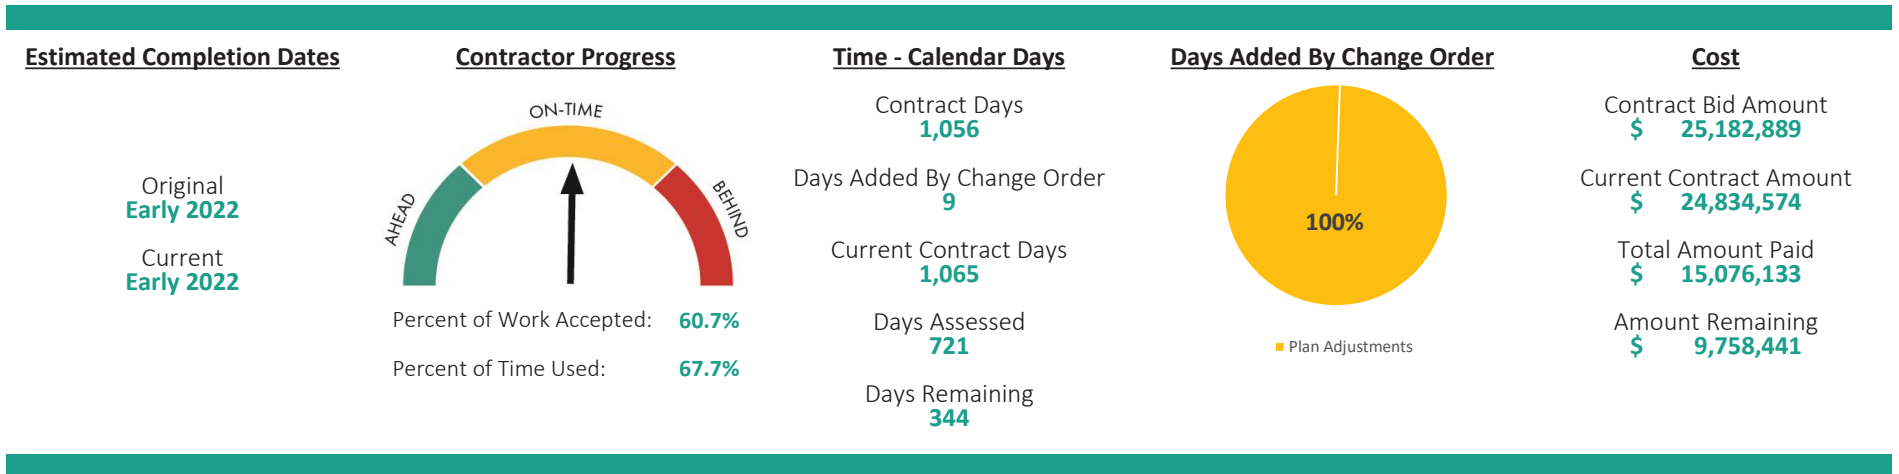 Estimated Completion Dates
Original
Early 2022
Current
Early 2022
Contractor Progress
AHEAD
ON-TIME
BEHIND
Percent of Work Accepted: 60.7%
Percent of Time Used: 67.7%
Time - Calendar Days
Contract Days
1,056
Days Added By Change Order
9
Current Contract Days
1,065
Days Assessed
721
Days Remaining
344
Days Added By Change Order
100%
Plan Adjustments
Cost
Contract Bid Amount
$ 25,182,889
Current Contract Amount
$ 24,834,574
Total Amount Paid
$ 15,076,133
Amount Remaining
$ 9,758,441